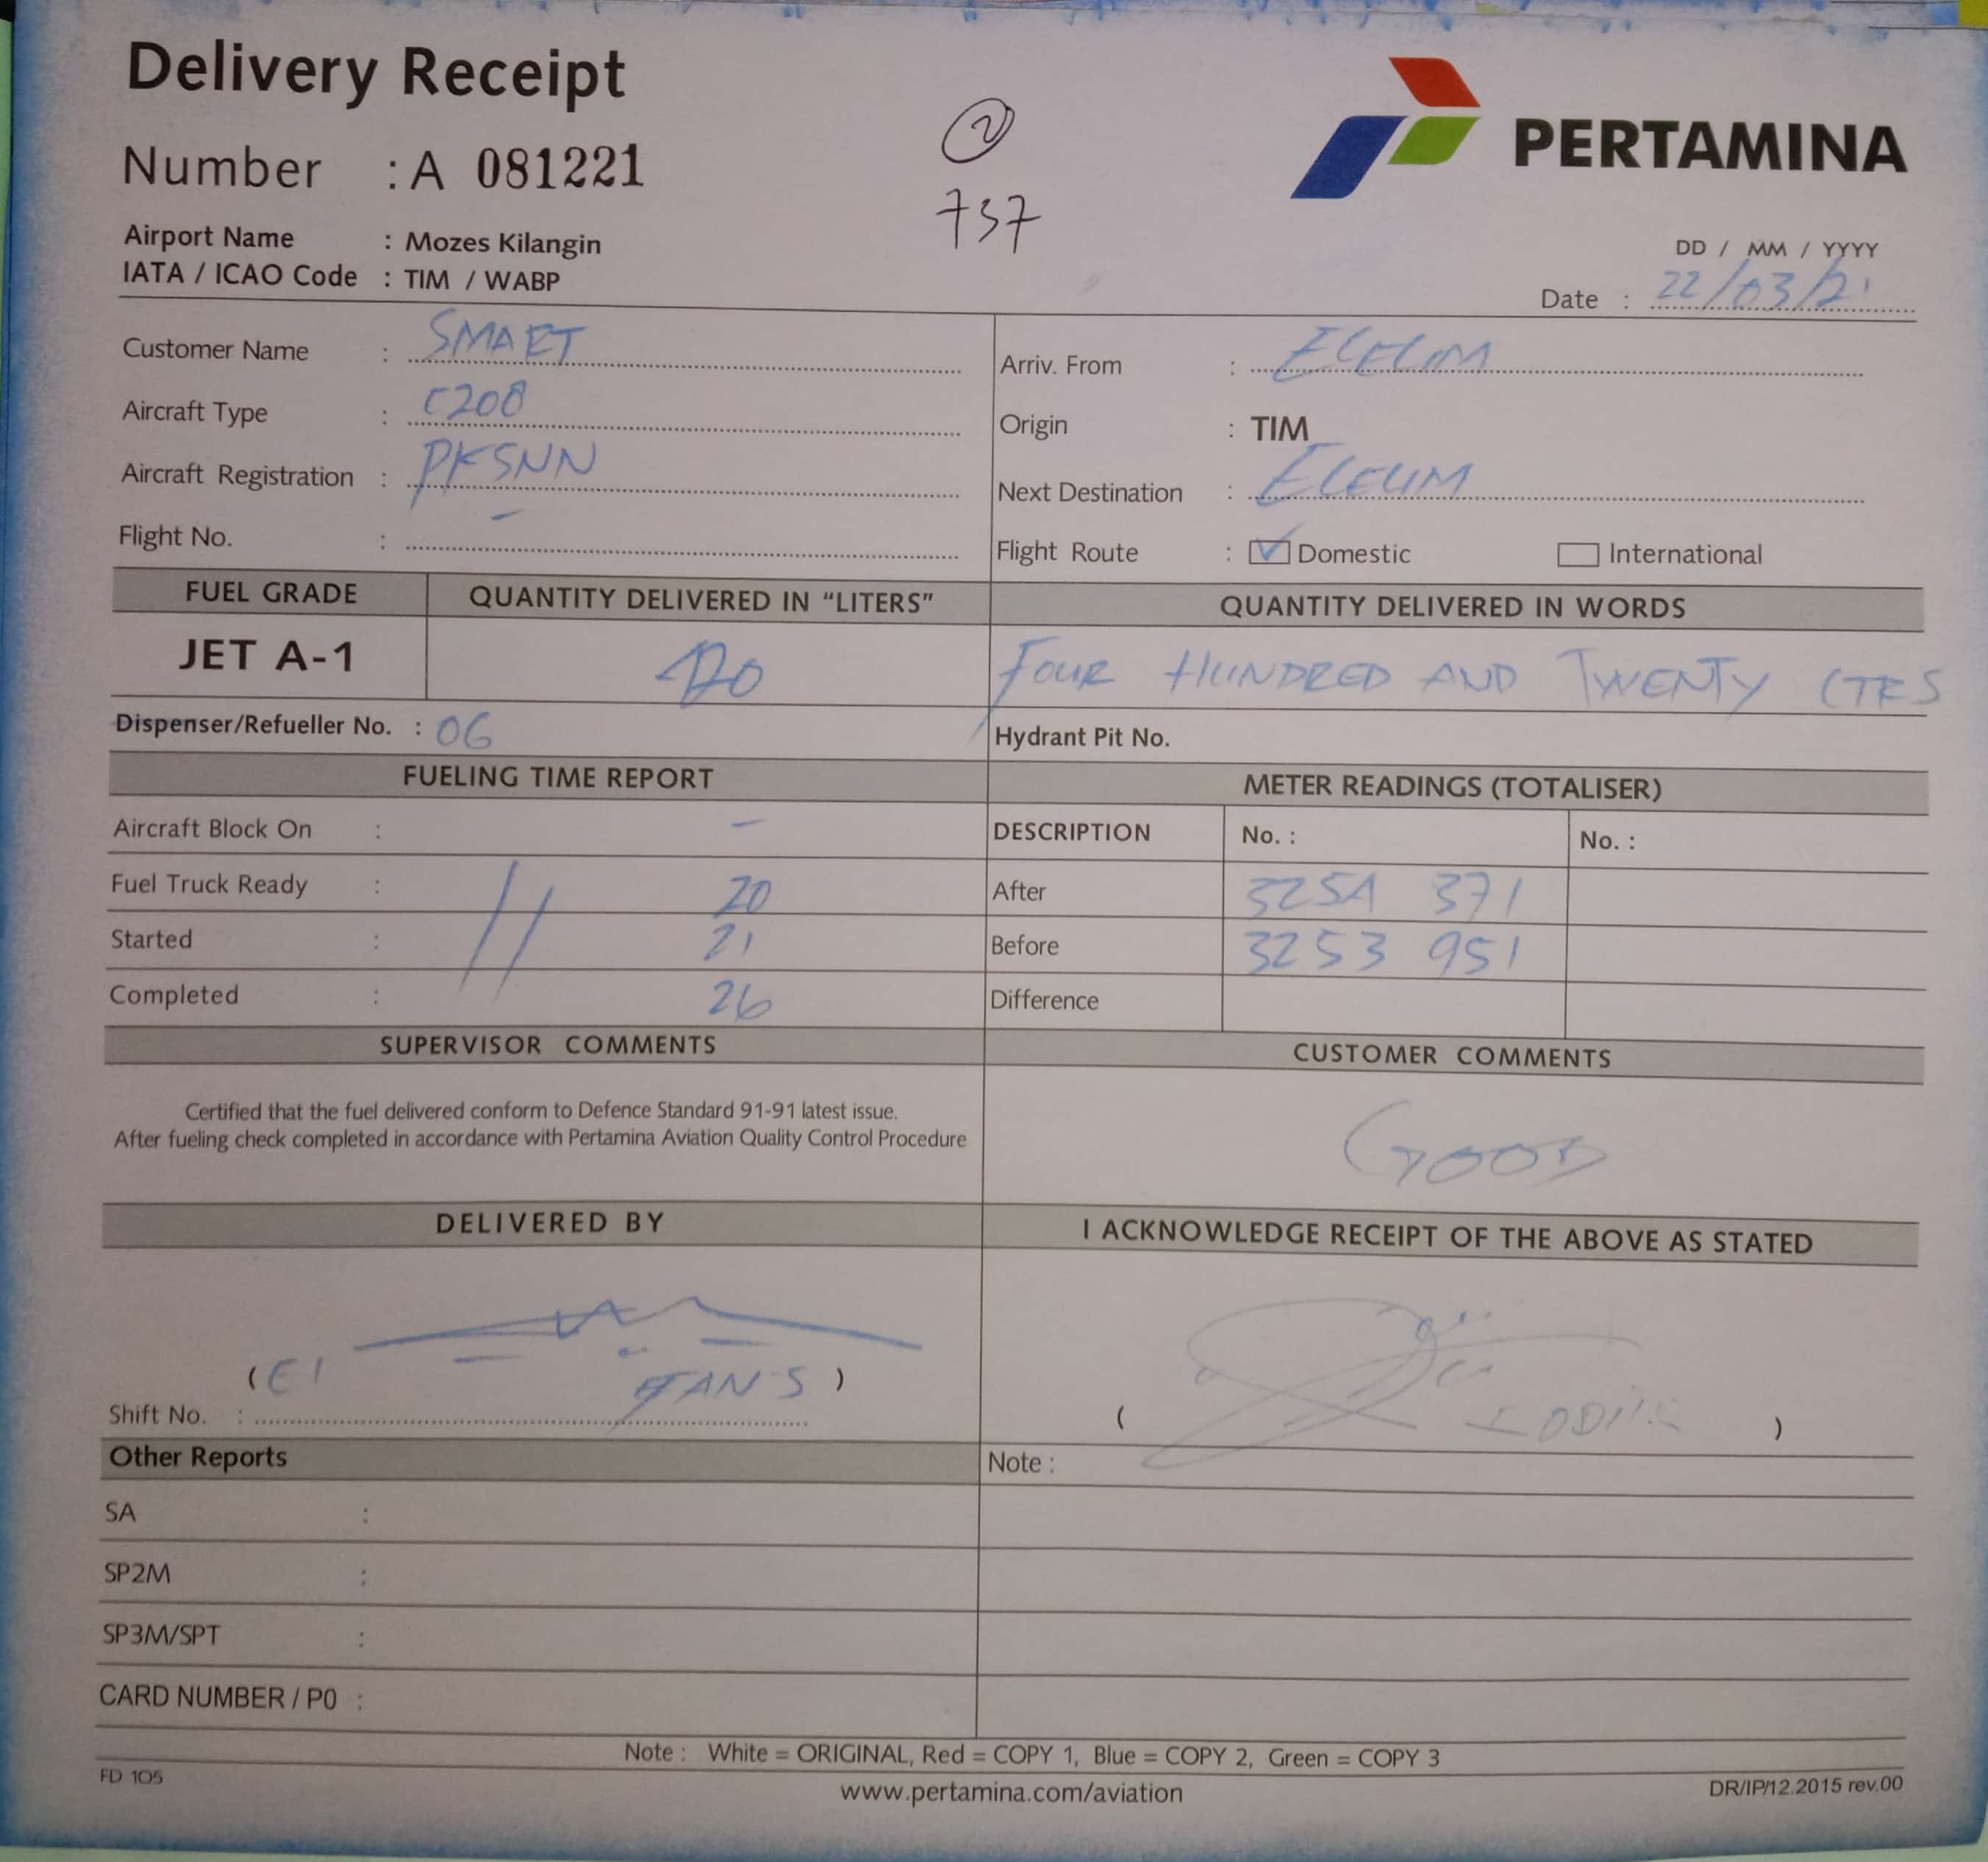 Delivery Receipt
PERTAMINA
2
Number : A 081221
737
Airport Name : Mozes Kilangin
IATA / ICAO Code : TIM / WABP
DD / MM / YYYY
Date : 22/03/21
Customer Name : SMART
Arriv. From : ELELIM
Aircraft Type : C208
Origin : TIM
Aircraft Registration : PKSNN
Next Destination : ELELIM
Flight No. : -
Flight Route : Domestic International
FUEL GRADE QUANTITY DELIVERED IN "LITERS" QUANTITY DELIVERED IN WORDS
JET A-1 420 FOUR HUNDRED AND TWENTY LTRS
Dispenser/Refueller No. : 06
Hydrant Pit No.
FUELING TIME REPORT METER READINGS (TOTALISER)
Aircraft Block On : -
DESCRIPTION No. : No. :
Fuel Truck Ready : 20
After 3254 371
Started : 21
Before 3253 951
Completed : 26
Difference
SUPERVISOR COMMENTS CUSTOMER COMMENTS
Certified that the fuel delivered conform to Defence Standard 91-91 latest issue.
After fueling check completed in accordance with Pertamina Aviation Quality Control Procedure
GOOD
DELIVERED BY I ACKNOWLEDGE RECEIPT OF THE ABOVE AS STATED
( )
Shift No. :
( )
Other Reports Note :
SA :
SP2M :
SP3M/SPT :
CARD NUMBER / P0 :
Note : White = ORIGINAL, Red = COPY 1, Blue = COPY 2, Green = COPY 3
FD 105 www.pertamina.com/aviation DR/IP/12.2015 rev.00